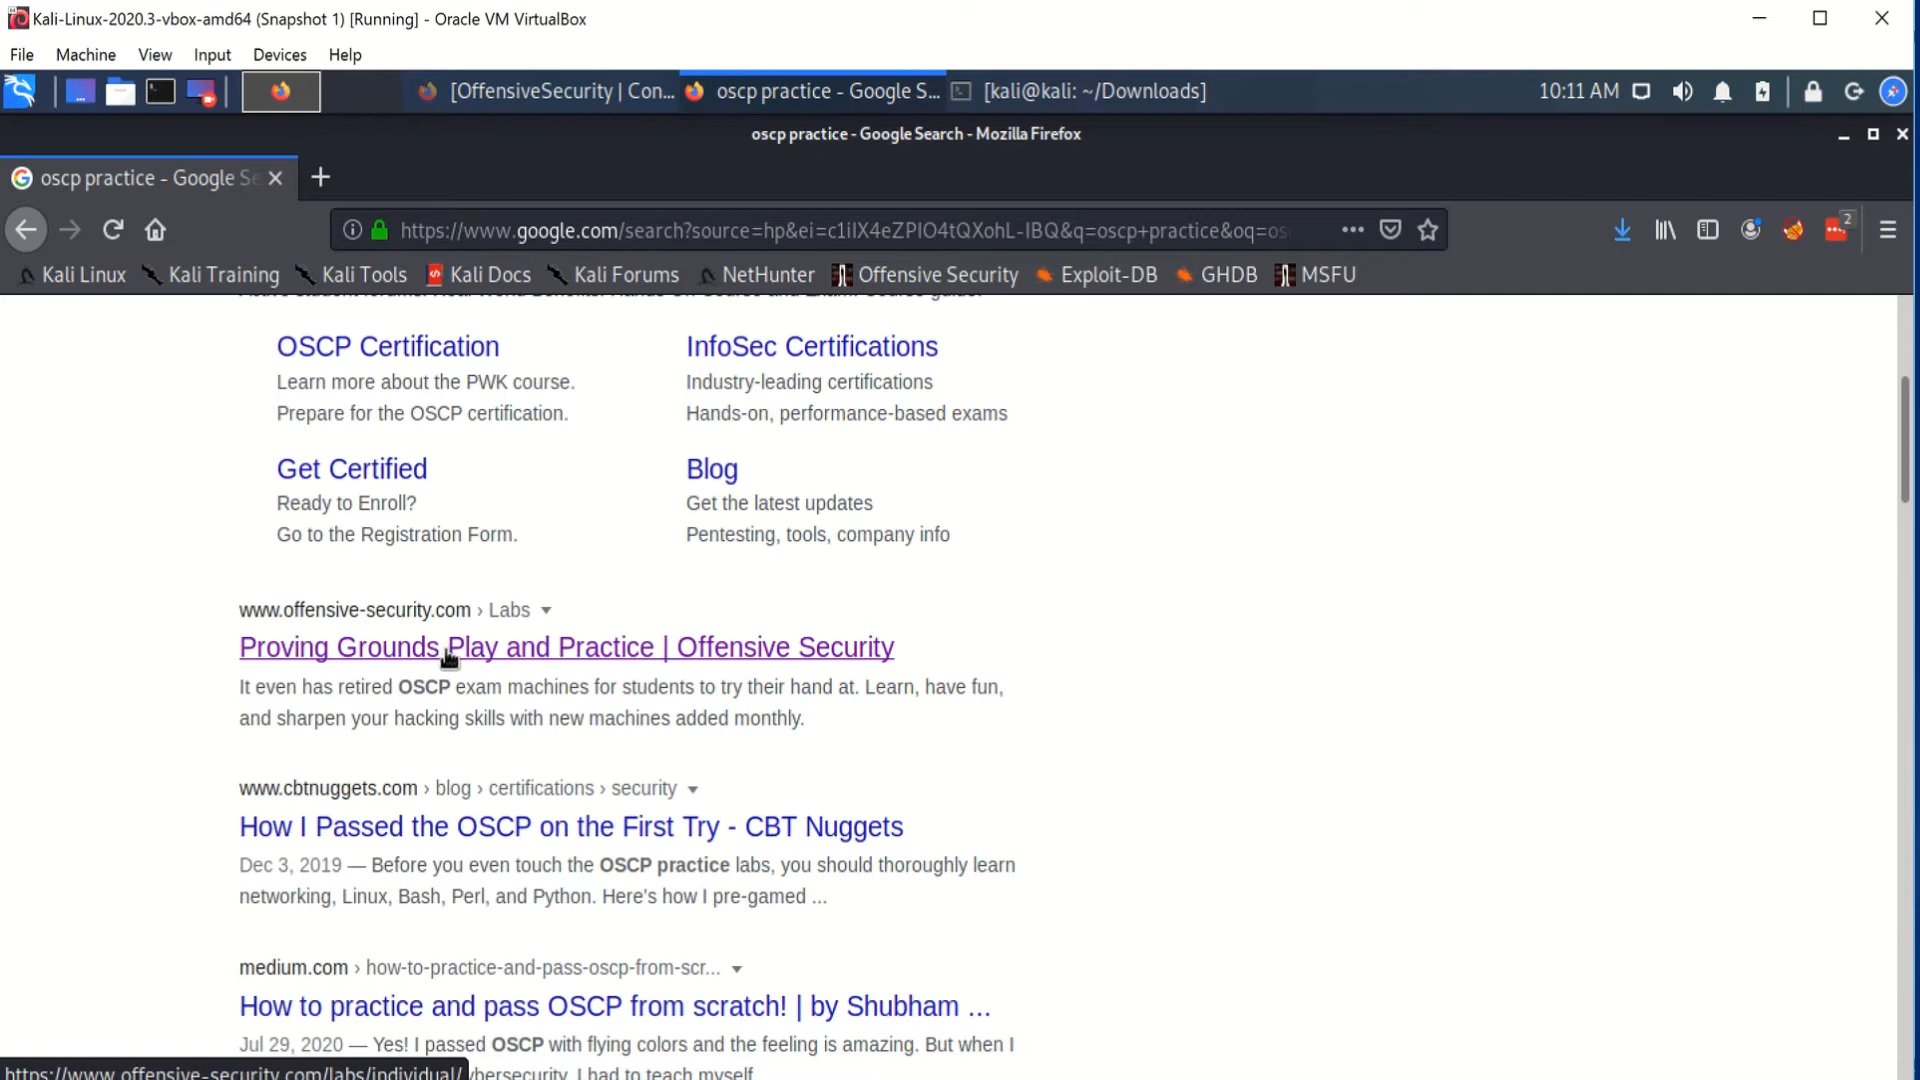 Kali-Linux-2020.3-vbox-amd64 (Snapshot 1) [Running] - Oracle VM VirtualBox
File Machine View Input Devices Help
[OffensiveSecurity | Con... oscp practice - Google S... [kali@kali: ~/Downloads] 10:11 AM
oscp practice - Google Search - Mozilla Firefox
oscp practice - Google Se
https://www.google.com/search?source=hp&ei=c1iIX4eZPIO4tQXohL-IBQ&q=oscp+practice&oq=os 2
Kali Linux Kali Training Kali Tools Kali Docs Kali Forums NetHunter Offensive Security Exploit-DB GHDB MSFU
OSCP Certification
Learn more about the PWK course.
Prepare for the OSCP certification.
InfoSec Certifications
Industry-leading certifications
Hands-on, performance-based exams
Get Certified
Ready to Enroll?
Go to the Registration Form.
Blog
Get the latest updates
Pentesting, tools, company info
www.offensive-security.com › Labs
Proving Grounds Play and Practice | Offensive Security
It even has retired OSCP exam machines for students to try their hand at. Learn, have fun,
and sharpen your hacking skills with new machines added monthly.
www.cbtnuggets.com › blog › certifications › security
How I Passed the OSCP on the First Try - CBT Nuggets
Dec 3, 2019 — Before you even touch the OSCP practice labs, you should thoroughly learn
networking, Linux, Bash, Perl, and Python. Here's how I pre-gamed ...
medium.com › how-to-practice-and-pass-oscp-from-scr...
How to practice and pass OSCP from scratch! | by Shubham ...
Jul 29, 2020 — Yes! I passed OSCP with flying colors and the feeling is amazing. But when I
https://www.offensive-security.com/labs/individual/ ybersecurity, I had to teach myself